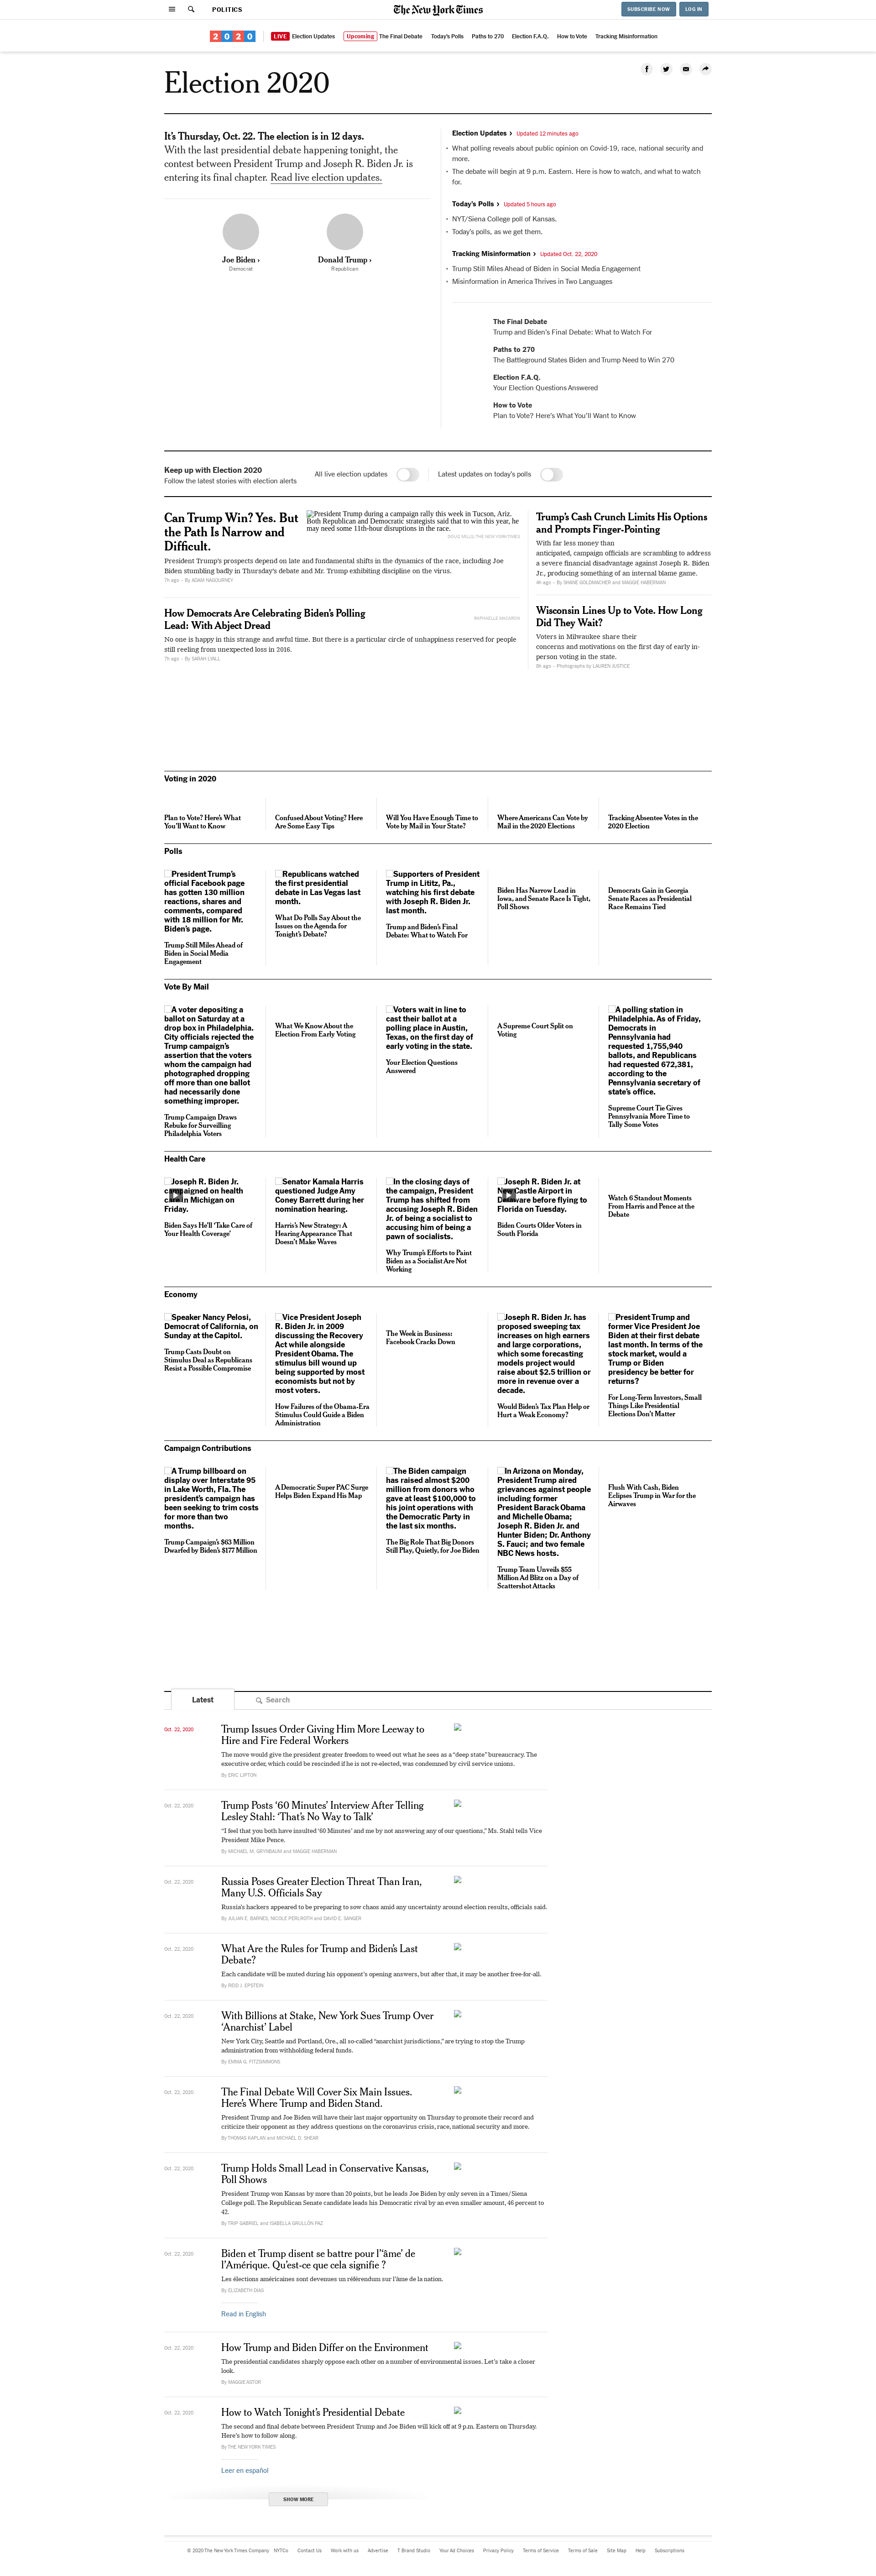 POLITICS
The New York Times
SUBSCRIBE NOW
LOG IN
2020
LIVE Election Updates
Upcoming The Final Debate
Today's Polls
Paths to 270
Election F.A.Q.
How to Vote
Tracking Misinformation
Election 2020
It's Thursday, Oct. 22. The election is in 12 days.
With the last presidential debate happening tonight, the
contest between President Trump and Joseph R. Biden Jr. is
entering its final chapter. Read live election updates.
Joe Biden ›
Democrat
Donald Trump ›
Republican
Election Updates › Updated 12 minutes ago
• What polling reveals about public opinion on Covid-19, race, national security and
more.
• The debate will begin at 9 p.m. Eastern. Here is how to watch, and what to watch
for.
Today's Polls › Updated 5 hours ago
• NYT/Siena College poll of Kansas.
• Today's polls, as we get them.
Tracking Misinformation › Updated Oct. 22, 2020
• Trump Still Miles Ahead of Biden in Social Media Engagement
• Misinformation in America Thrives in Two Languages
The Final Debate
Trump and Biden's Final Debate: What to Watch For
Paths to 270
The Battleground States Biden and Trump Need to Win 270
Election F.A.Q.
Your Election Questions Answered
How to Vote
Plan to Vote? Here's What You'll Want to Know
Keep up with Election 2020
Follow the latest stories with election alerts
All live election updates
Latest updates on today's polls
Can Trump Win? Yes. But
the Path Is Narrow and
Difficult.
President Trump during a campaign rally this week in Tucson, Ariz.
Both Republican and Democratic strategists said that to win this year, he
may need some 11th-hour disruptions in the race.
DOUG MILLS/THE NEW YORK TIMES
President Trump's prospects depend on late and fundamental shifts in the dynamics of the race, including Joe
Biden stumbling badly in Thursday's debate and Mr. Trump exhibiting discipline on the virus.
7h ago – By ADAM NAGOURNEY
How Democrats Are Celebrating Biden's Polling
Lead: With Abject Dread
RAPHAELLE MACARON
No one is happy in this strange and awful time. But there is a particular circle of unhappiness reserved for people
still reeling from unexpected loss in 2016.
7h ago – By SARAH LYALL
Trump's Cash Crunch Limits His Options
and Prompts Finger-Pointing
With far less money than
anticipated, campaign officials are scrambling to address
a severe financial disadvantage against Joseph R. Biden
Jr., producing something of an internal blame game.
4h ago – By SHANE GOLDMACHER and MAGGIE HABERMAN
Wisconsin Lines Up to Vote. How Long
Did They Wait?
Voters in Milwaukee share their
concerns and motivations on the first day of early in-
person voting in the state.
8h ago – Photographs by LAUREN JUSTICE
Voting in 2020
Plan to Vote? Here's What
You'll Want to Know
Confused About Voting? Here
Are Some Easy Tips
Will You Have Enough Time to
Vote by Mail in Your State?
Where Americans Can Vote by
Mail in the 2020 Elections
Tracking Absentee Votes in the
2020 Election
Polls
President Trump's
official Facebook page
has gotten 130 million
reactions, shares and
comments, compared
with 18 million for Mr.
Biden's page.
Trump Still Miles Ahead of
Biden in Social Media
Engagement
Republicans watched
the first presidential
debate in Las Vegas last
month.
What Do Polls Say About the
Issues on the Agenda for
Tonight's Debate?
Supporters of President
Trump in Lititz, Pa.,
watching his first debate
with Joseph R. Biden Jr.
last month.
Trump and Biden's Final
Debate: What to Watch For
Biden Has Narrow Lead in
Iowa, and Senate Race Is Tight,
Poll Shows
Democrats Gain in Georgia
Senate Races as Presidential
Race Remains Tied
Vote By Mail
A voter depositing a
ballot on Saturday at a
drop box in Philadelphia.
City officials rejected the
Trump campaign's
assertion that the voters
whom the campaign had
photographed dropping
off more than one ballot
had necessarily done
something improper.
Trump Campaign Draws
Rebuke for Surveilling
Philadelphia Voters
What We Know About the
Election From Early Voting
Voters wait in line to
cast their ballot at a
polling place in Austin,
Texas, on the first day of
early voting in the state.
Your Election Questions
Answered
A Supreme Court Split on
Voting
A polling station in
Philadelphia. As of Friday,
Democrats in
Pennsylvania had
requested 1,755,940
ballots, and Republicans
had requested 672,381,
according to the
Pennsylvania secretary of
state's office.
Supreme Court Tie Gives
Pennsylvania More Time to
Tally Some Votes
Health Care
Joseph R. Biden Jr.
campaigned on health
care in Michigan on
Friday.
Biden Says He'll 'Take Care of
Your Health Coverage'
Senator Kamala Harris
questioned Judge Amy
Coney Barrett during her
nomination hearing.
Harris's New Strategy: A
Hearing Appearance That
Doesn't Make Waves
In the closing days of
the campaign, President
Trump has shifted from
accusing Joseph R. Biden
Jr. of being a socialist to
accusing him of being a
pawn of socialists.
Why Trump's Efforts to Paint
Biden as a Socialist Are Not
Working
Joseph R. Biden Jr. at
New Castle Airport in
Delaware before flying to
Florida on Tuesday.
Biden Courts Older Voters in
South Florida
Watch 6 Standout Moments
From Harris and Pence at the
Debate
Economy
Speaker Nancy Pelosi,
Democrat of California, on
Sunday at the Capitol.
Trump Casts Doubt on
Stimulus Deal as Republicans
Resist a Possible Compromise
Vice President Joseph
R. Biden Jr. in 2009
discussing the Recovery
Act while alongside
President Obama. The
stimulus bill wound up
being supported by most
economists but not by
most voters.
How Failures of the Obama-Era
Stimulus Could Guide a Biden
Administration
The Week in Business:
Facebook Cracks Down
Joseph R. Biden Jr. has
proposed sweeping tax
increases on high earners
and large corporations,
which some forecasting
models project would
raise about $2.5 trillion or
more in revenue over a
decade.
Would Biden's Tax Plan Help or
Hurt a Weak Economy?
President Trump and
former Vice President Joe
Biden at their first debate
last month. In terms of the
stock market, would a
Trump or Biden
presidency be better for
returns?
For Long-Term Investors, Small
Things Like Presidential
Elections Don't Matter
Campaign Contributions
A Trump billboard on
display over Interstate 95
in Lake Worth, Fla. The
president's campaign has
been seeking to trim costs
for more than two
months.
Trump Campaign's $63 Million
Dwarfed by Biden's $177 Million
A Democratic Super PAC Surge
Helps Biden Expand His Map
The Biden campaign
has raised almost $200
million from donors who
gave at least $100,000 to
his joint operations with
the Democratic Party in
the last six months.
The Big Role That Big Donors
Still Play, Quietly, for Joe Biden
In Arizona on Monday,
President Trump aired
grievances against people
including former
President Barack Obama
and Michelle Obama;
Joseph R. Biden Jr. and
Hunter Biden; Dr. Anthony
S. Fauci; and two female
NBC News hosts.
Trump Team Unveils $55
Million Ad Blitz on a Day of
Scattershot Attacks
Flush With Cash, Biden
Eclipses Trump in War for the
Airwaves
Latest
Search
Oct. 22, 2020
Trump Issues Order Giving Him More Leeway to
Hire and Fire Federal Workers
The move would give the president greater freedom to weed out what he sees as a "deep state" bureaucracy. The
executive order, which could be rescinded if he is not re-elected, was condemned by civil service unions.
By ERIC LIPTON
Oct. 22, 2020
Trump Posts '60 Minutes' Interview After Telling
Lesley Stahl: 'That's No Way to Talk'
"I feel that you both have insulted '60 Minutes' and me by not answering any of our questions," Ms. Stahl tells Vice
President Mike Pence.
By MICHAEL M. GRYNBAUM and MAGGIE HABERMAN
Oct. 22, 2020
Russia Poses Greater Election Threat Than Iran,
Many U.S. Officials Say
Russia's hackers appeared to be preparing to sow chaos amid any uncertainty around election results, officials said.
By JULIAN E. BARNES, NICOLE PERLROTH and DAVID E. SANGER
Oct. 22, 2020
What Are the Rules for Trump and Biden's Last
Debate?
Each candidate will be muted during his opponent's opening answers, but after that, it may be another free-for-all.
By REID J. EPSTEIN
Oct. 22, 2020
With Billions at Stake, New York Sues Trump Over
'Anarchist' Label
New York City, Seattle and Portland, Ore., all so-called "anarchist jurisdictions," are trying to stop the Trump
administration from withholding federal funds.
By EMMA G. FITZSIMMONS
Oct. 22, 2020
The Final Debate Will Cover Six Main Issues.
Here's Where Trump and Biden Stand.
President Trump and Joe Biden will have their last major opportunity on Thursday to promote their record and
criticize their opponent as they address questions on the coronavirus crisis, race, national security and more.
By THOMAS KAPLAN and MICHAEL D. SHEAR
Oct. 22, 2020
Trump Holds Small Lead in Conservative Kansas,
Poll Shows
President Trump won Kansas by more than 20 points, but he leads Joe Biden by only seven in a Times/Siena
College poll. The Republican Senate candidate leads his Democratic rival by an even smaller amount, 46 percent to
42.
By TRIP GABRIEL and ISABELLA GRULLÓN PAZ
Oct. 22, 2020
Biden et Trump disent se battre pour l''âme' de
l'Amérique. Qu'est-ce que cela signifie ?
Les élections américaines sont devenues un référendum sur l'âme de la nation.
By ELIZABETH DIAS
Read in English
Oct. 22, 2020
How Trump and Biden Differ on the Environment
The presidential candidates sharply oppose each other on a number of environmental issues. Let's take a closer
look.
By MAGGIE ASTOR
Oct. 22, 2020
How to Watch Tonight's Presidential Debate
The second and final debate between President Trump and Joe Biden will kick off at 9 p.m. Eastern on Thursday.
Here's how to follow along.
By THE NEW YORK TIMES
Leer en español
SHOW MORE
© 2020 The New York Times Company
NYTCo
Contact Us
Work with us
Advertise
T Brand Studio
Your Ad Choices
Privacy Policy
Terms of Service
Terms of Sale
Site Map
Help
Subscriptions